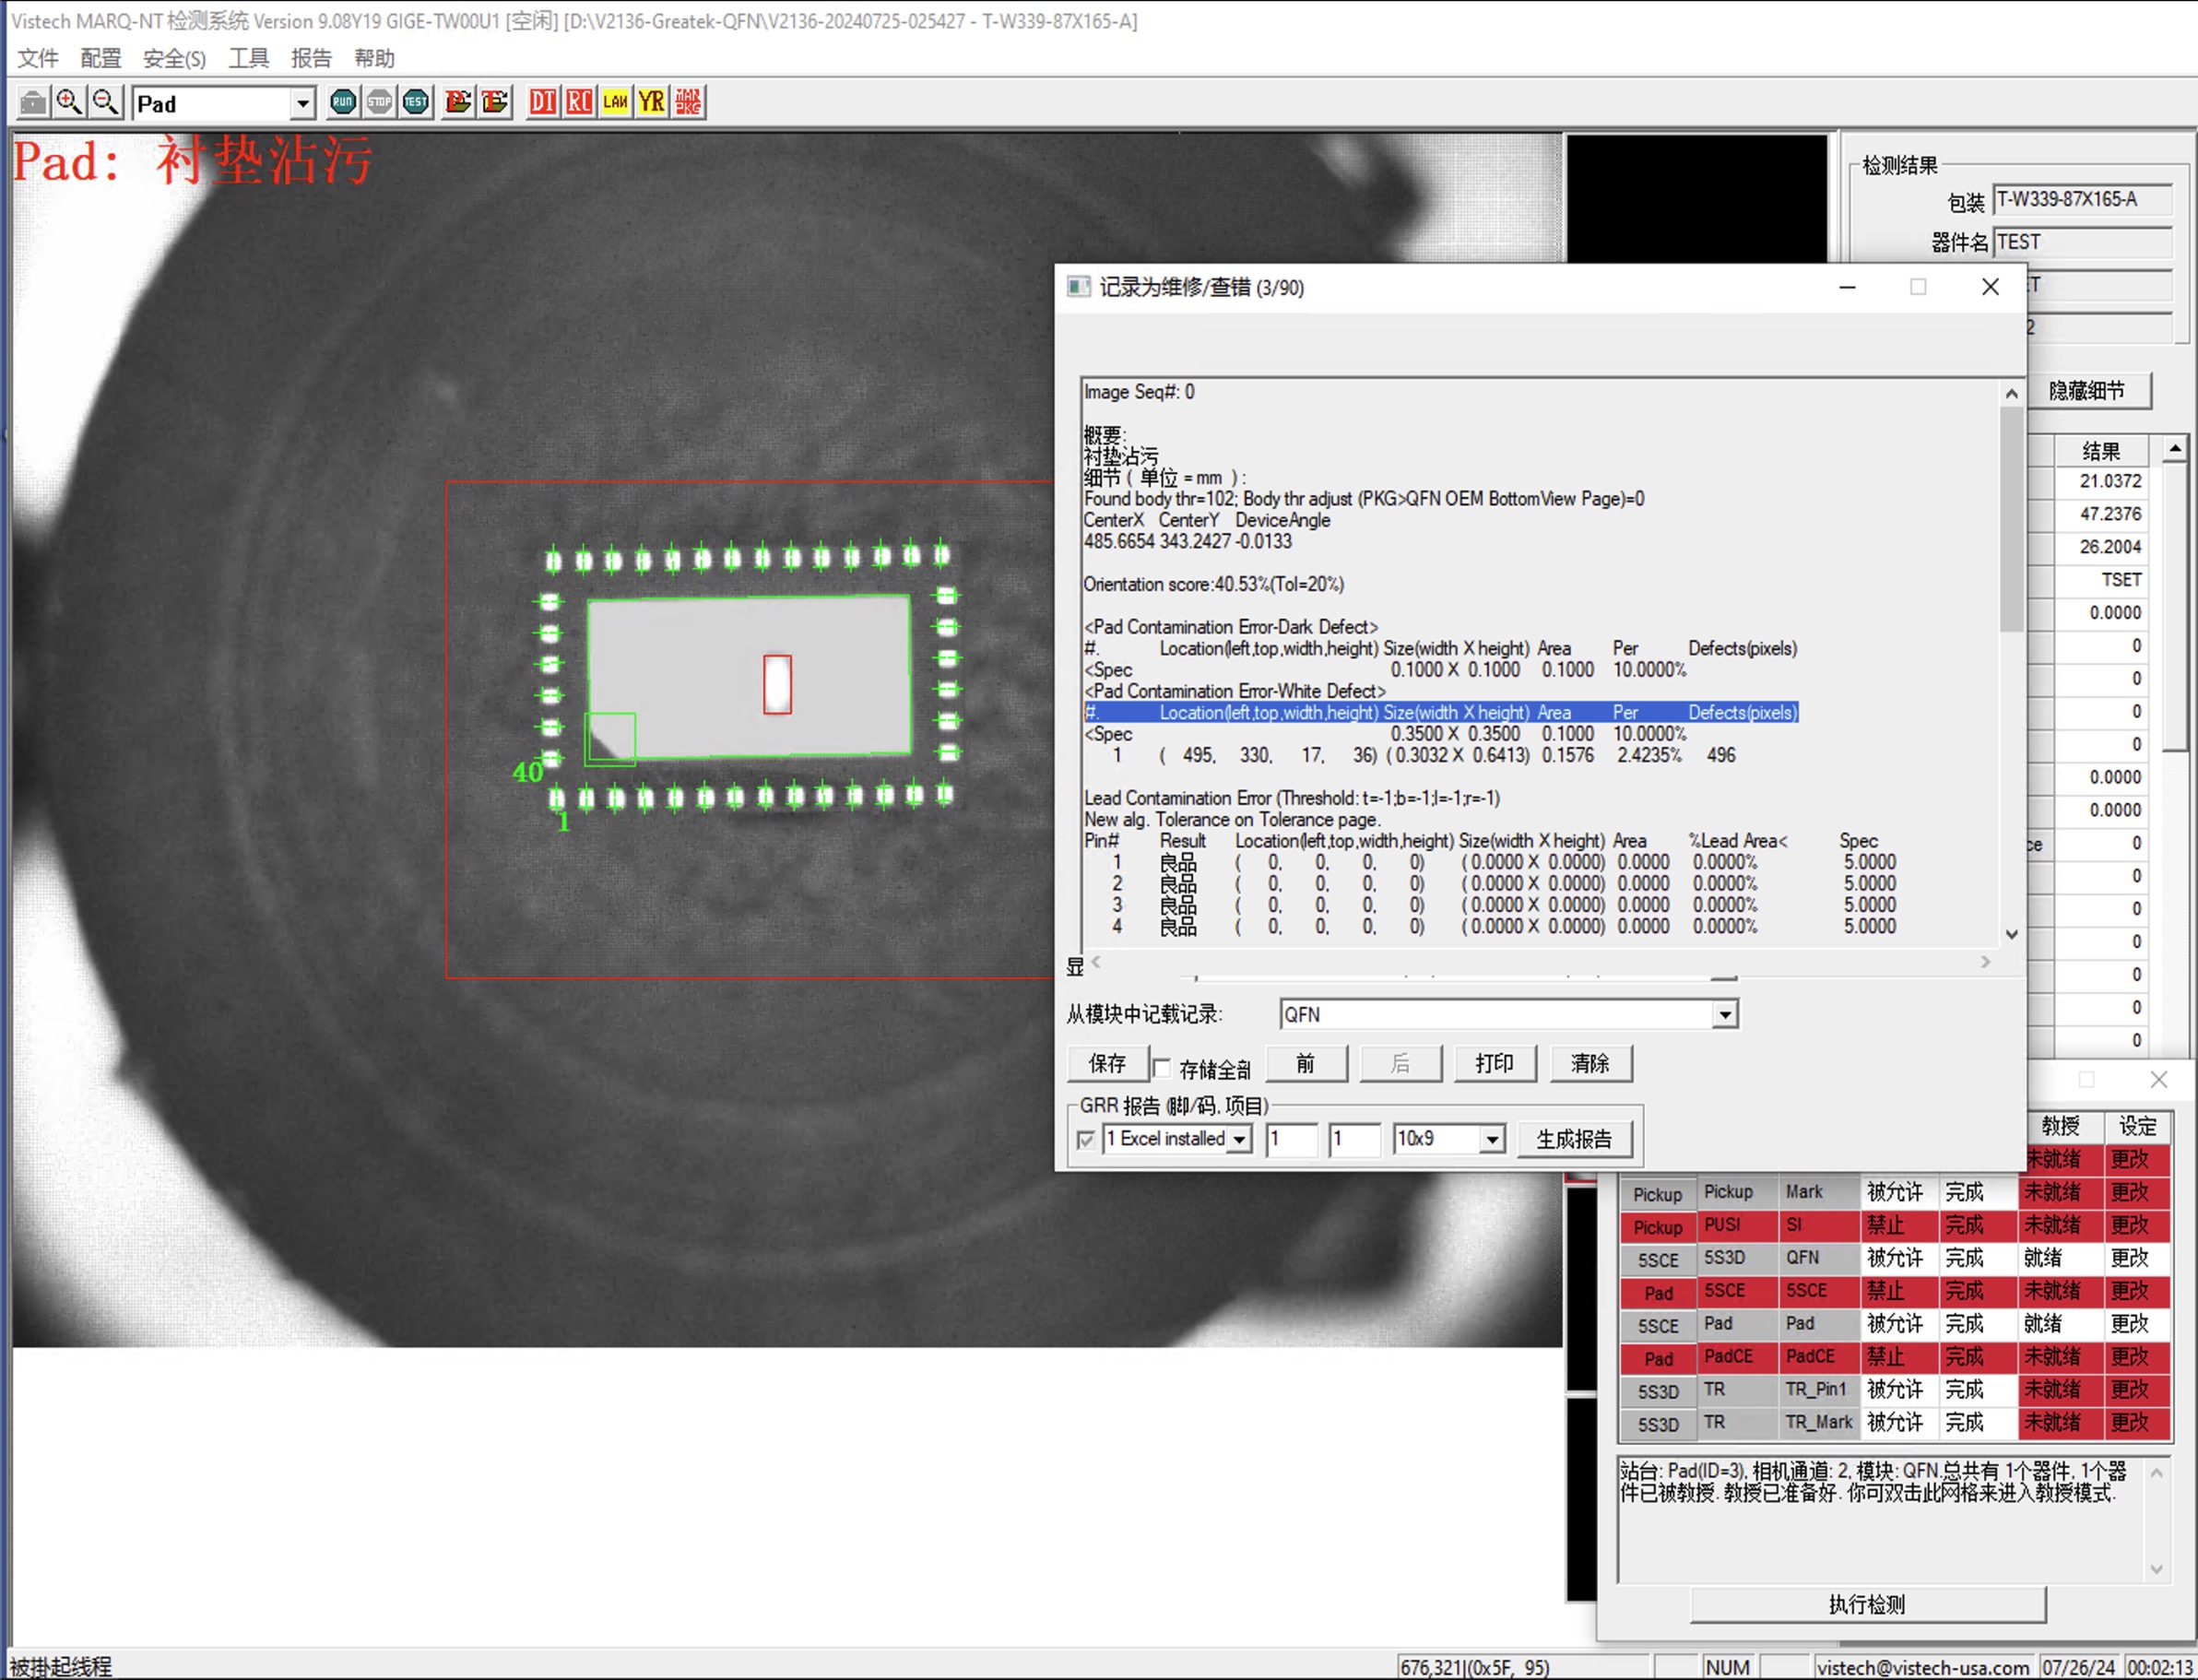 Vistech MARQ-NT 检测系统 Version 9.08Y19 GIGE-TW00U1 [空闲] [D:\V2136-Greatek-QFN\V2136-20240725-025427 - T-W339-87X165-A]
文件 配置 安全(S) 工具 报告 帮助
Pad RUN STOP TEST DT RC LAW YR
Pad: 衬垫沾污
40
1
检测结果
包装 T-W339-87X165-A
器件名 TEST
隐藏细节
结果
21.0372
47.2376
26.2004
TSET
0.0000
0
0
0
0
0.0000
0.0000
0
0
0
0
0
0
0
记录为维修/查错 (3/90)
Image Seq#: 0
概要:
衬垫沾污
细节 ( 单位 = mm ) :
Found body thr=102; Body thr adjust (PKG>QFN OEM BottomView Page)=0
CenterX CenterY DeviceAngle
485.6654 343.2427 -0.0133
Orientation score:40.53%(Tol=20%)
<Pad Contamination Error-Dark Defect>
#. Location(left,top,width,height) Size(width X height) Area Per Defects(pixels)
<Spec 0.1000 X 0.1000 0.1000 10.0000%
<Pad Contamination Error-White Defect>
#. Location(left,top,width,height) Size(width X height) Area Per Defects(pixels)
<Spec 0.3500 X 0.3500 0.1000 10.0000%
1 ( 495, 330, 17, 36) ( 0.3032 X 0.6413) 0.1576 2.4235% 496
Lead Contamination Error (Threshold: t=-1;b=-1;l=-1;r=-1)
New alg. Tolerance on Tolerance page.
Pin# Result Location(left,top,width,height) Size(width X height) Area %Lead Area< Spec
1 良品 ( 0, 0, 0, 0) ( 0.0000 X 0.0000) 0.0000 0.0000% 5.0000
2 良品 ( 0, 0, 0, 0) ( 0.0000 X 0.0000) 0.0000 0.0000% 5.0000
3 良品 ( 0, 0, 0, 0) ( 0.0000 X 0.0000) 0.0000 0.0000% 5.0000
4 良品 ( 0, 0, 0, 0) ( 0.0000 X 0.0000) 0.0000 0.0000% 5.0000
显
从模块中记载记录: QFN
保存 存储全部 前 后 打印 清除
GRR 报告 (脚/码, 项目)
1 Excel installed 1 1 10x9 生成报告
教授 设定
未就绪 更改
Pickup Pickup Mark 被允许 完成 未就绪 更改
Pickup PUSI SI 禁止 完成 未就绪 更改
5SCE 5S3D QFN 被允许 完成 就绪 更改
Pad 5SCE 5SCE 禁止 完成 未就绪 更改
5SCE Pad Pad 被允许 完成 就绪 更改
Pad PadCE PadCE 禁止 完成 未就绪 更改
5S3D TR TR_Pin1 被允许 完成 未就绪 更改
5S3D TR TR_Mark 被允许 完成 未就绪 更改
站台: Pad(ID=3), 相机通道: 2, 模块: QFN.总共有 1个器件, 1个器
件已被教授. 教授已准备好. 你可双击此网格来进入教授模式.
执行检测
被掛起线程 676,321|(0x5F, 95) NUM vistech@vistech-usa.com 07/26/24 00:02:13